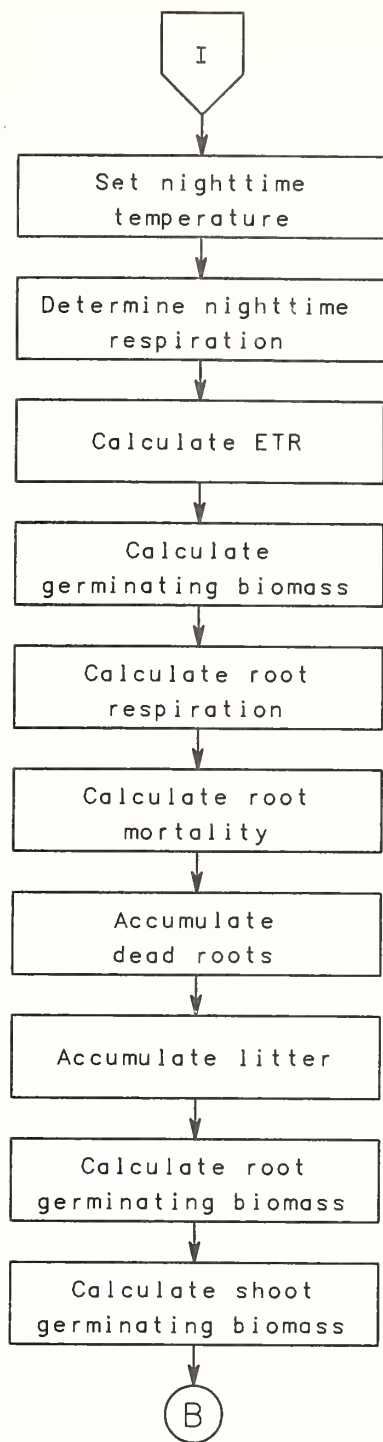 I
Set nighttime
temperature
Determine nighttime
respiration
Calculate ETR
Calculate
germinating biomass
Calculate root
respiration
Calculate root
mortality
Accumulate
dead roots
Accumulate litter
Calculate root
germinating biomass
Calculate shoot
germinating biomass
B